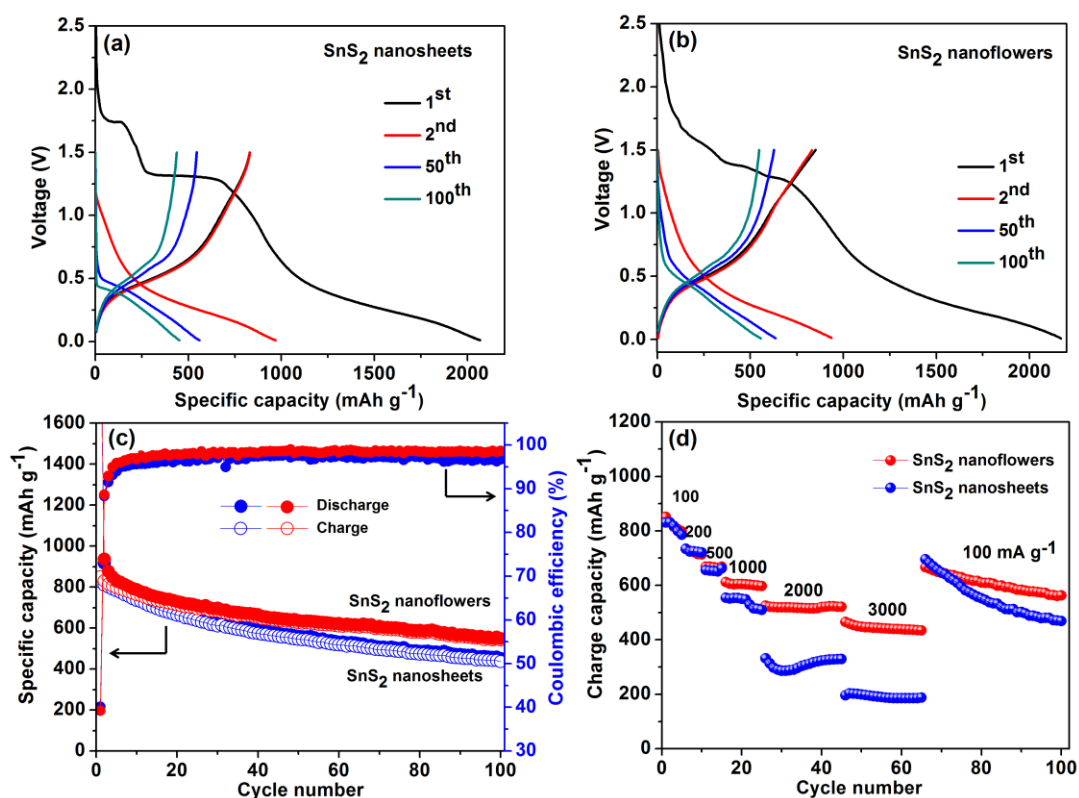 (a)
SnS2 nanosheets
1st
2nd
50th
100th
2.5
2.0
1.5
1.0
0.5
0.0
Voltage (V)
0 500 1000 1500 2000
Specific capacity (mAh g-1)
(b)
SnS2 nanoflowers
1st
2nd
50th
100th
2.5
2.0
1.5
1.0
0.5
0.0
Voltage (V)
0 500 1000 1500 2000
Specific capacity (mAh g-1)
(c)
1600
1400
1200
1000
800
600
400
200
0
Specific capacity (mAh g-1)
Discharge
Charge
SnS2 nanoflowers
SnS2 nanosheets
100
90
80
70
60
50
40
30
Coulombic efficiency (%)
0 20 40 60 80 100
Cycle number
(d)
1200
1000
800
600
400
200
0
Charge capacity (mAh g-1)
SnS2 nanoflowers
SnS2 nanosheets
100
200
500
1000
2000
3000
100 mA g-1
0 20 40 60 80 100
Cycle number